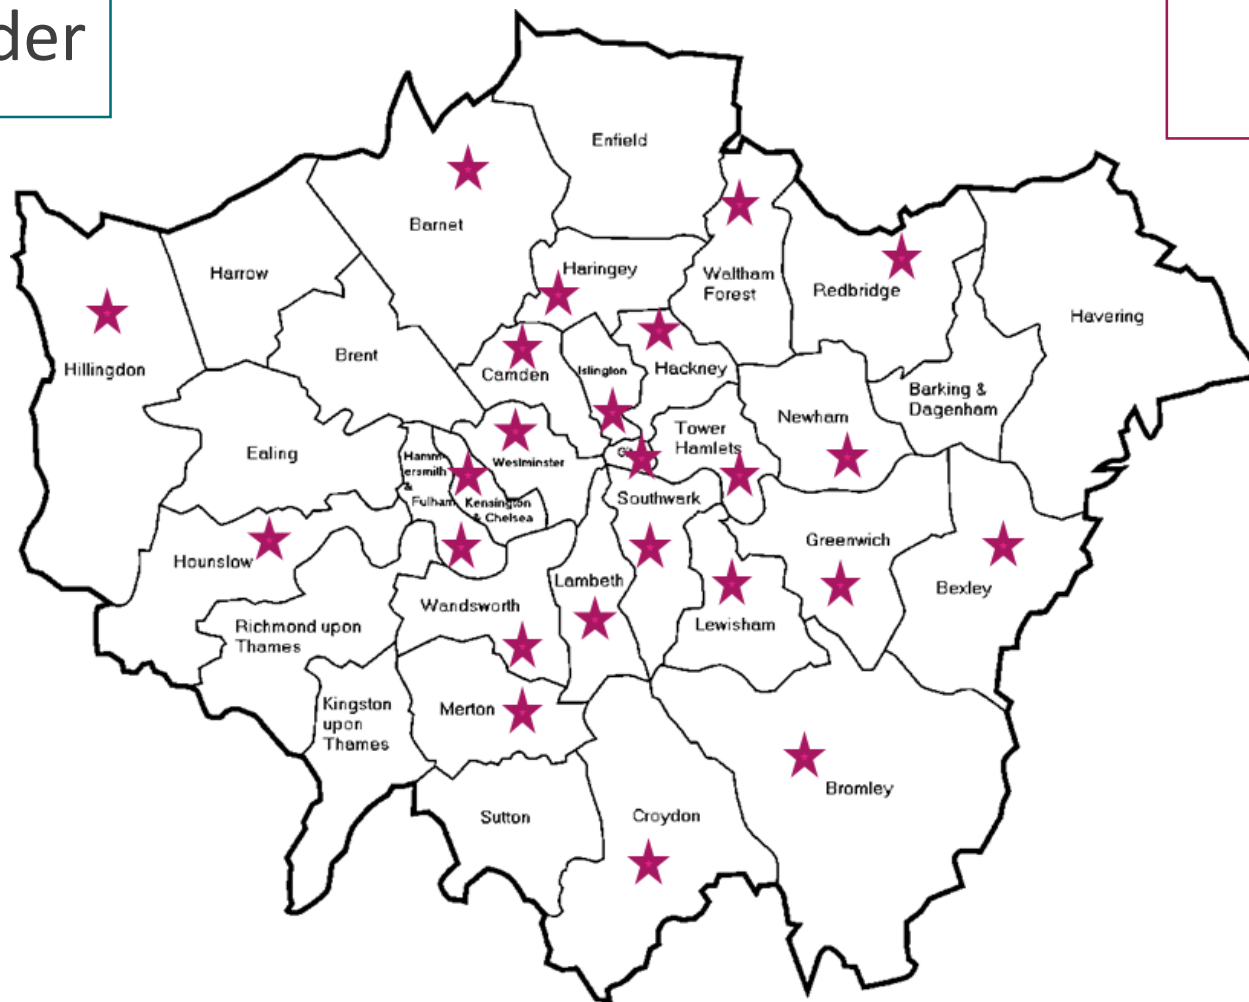 der
Enfield
Barnet
Harrow
Haringey
Waltham
Forest
Redbridge
Havering
Hillingdon
Brent
Camden
Islington
Hackney
Barking &
Dagenham
Newham
Tower
Hamlets
Ealing
Hamm
ersmith
&
Fulham
Westminster
Kensington
& Chelsea
Southwark
Hounslow
Greenwich
Bexley
Lambeth
Wandsworth
Lewisham
Richmond upon
Thames
Kingston
upon
Thames
Merton
Bromley
Sutton
Croydon